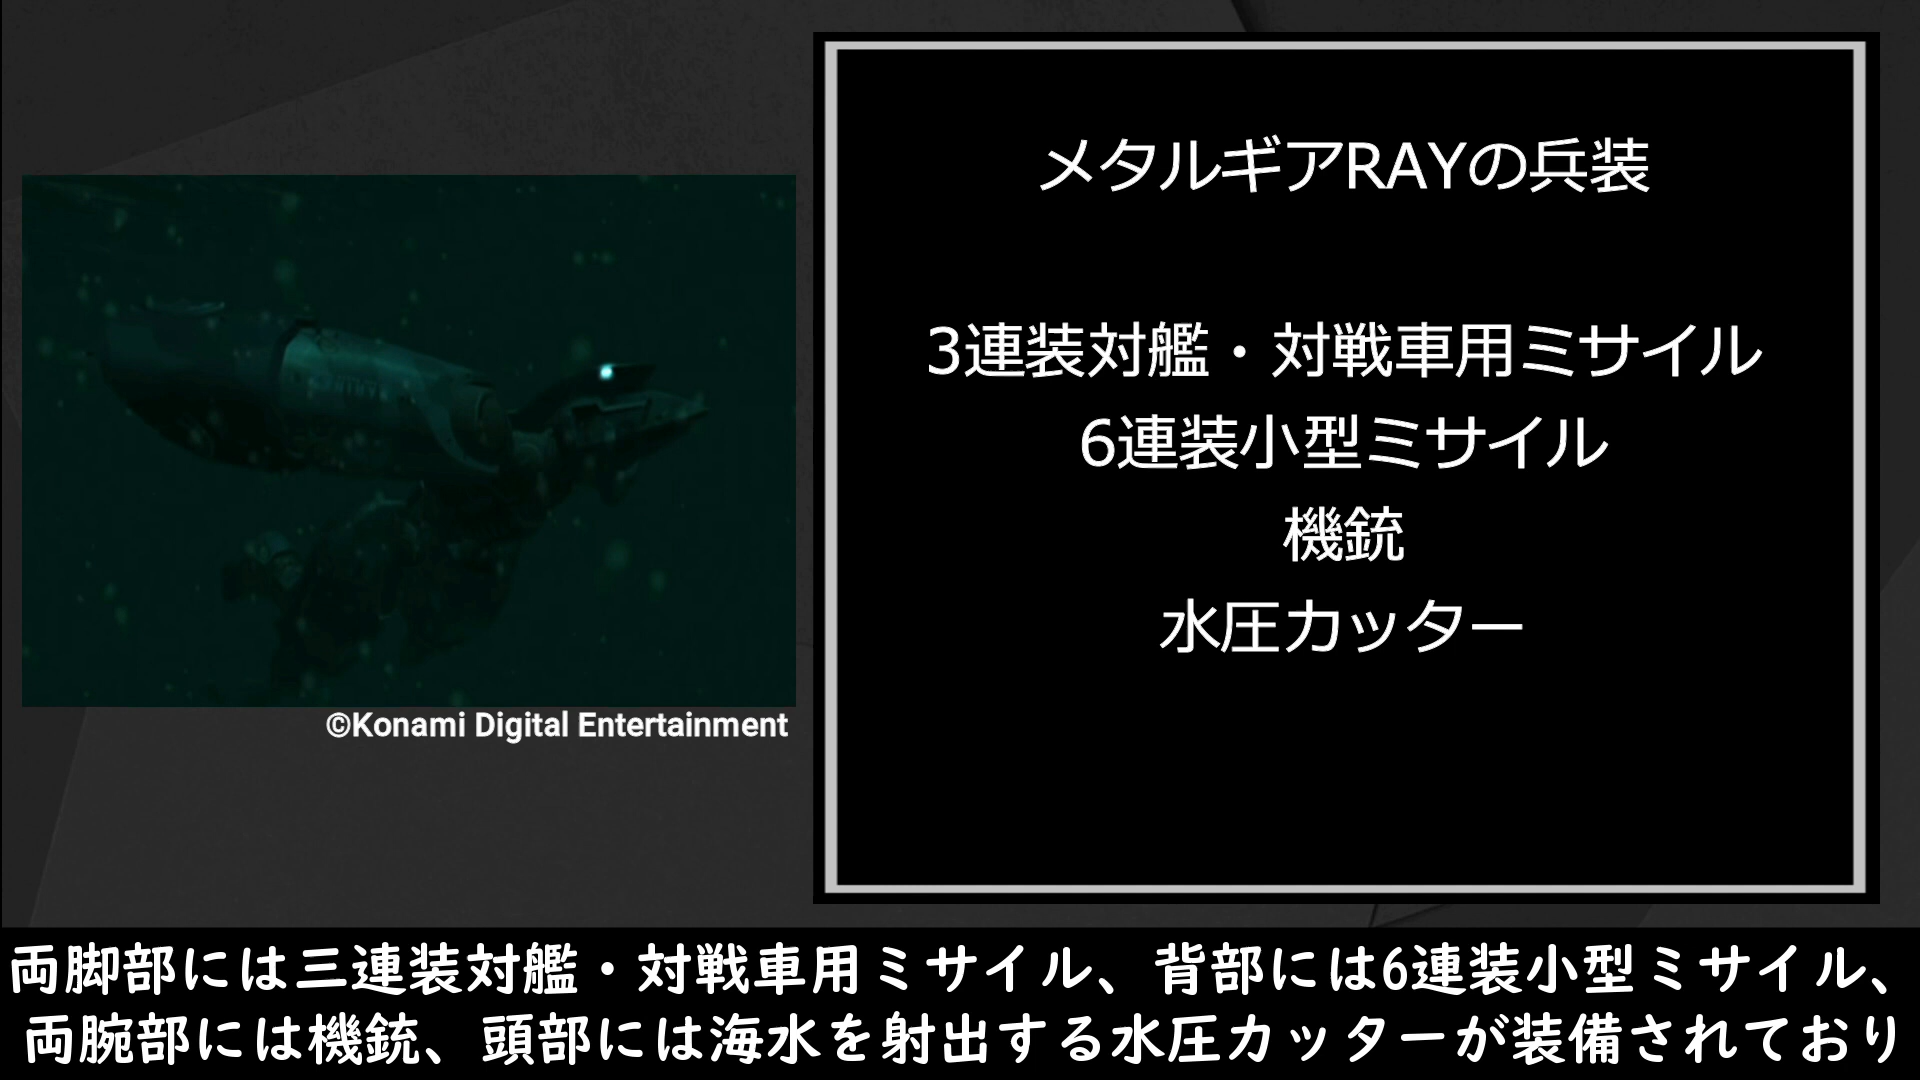 メタルギアRAYの兵装
3連装対艦・対戦車用ミサイル
6連装小型ミサイル
機銃
水圧カッター
©Konami Digital Entertainment
両脚部には三連装対艦・対戦車用ミサイル、背部には6連装小型ミサイル、
両腕部には機銃、頭部には海水を射出する水圧カッターが装備されており